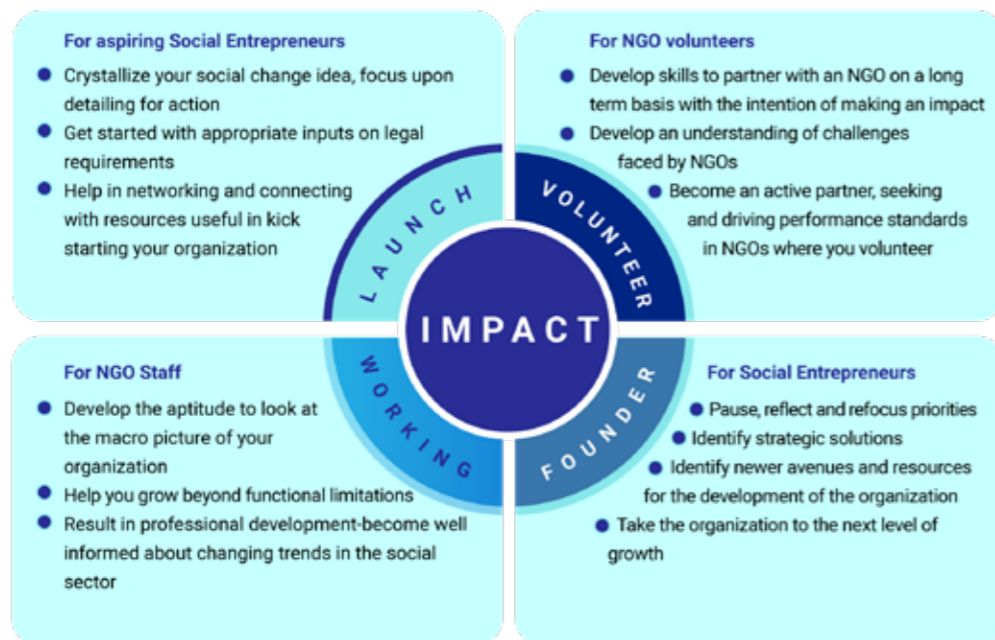 For aspiring Social Entrepreneurs
Crystallize your social change idea, focus upon
detailing for action
Get started with appropriate inputs on legal
requirements
Help in networking and connecting
with resources useful in kick
starting your organization
LAUNCH
For NGO volunteers
Develop skills to partner with an NGO on a long
term basis with the intention of making an impact
Develop an understanding of challenges
faced by NGOs
Become an active partner, seeking
and driving performance standards
in NGOs where you volunteer
VOLUNTEER
IMPACT
For NGO Staff
Develop the aptitude to look at
the macro picture of your
organization
Help you grow beyond functional limitations
Result in professional development-become well
informed about changing trends in the social
sector
WORKING
For Social Entrepreneurs
Pause, reflect and refocus priorities
Identify strategic solutions
Identify newer avenues and resources
for the development of the organization
Take the organization to the next level of
growth
FOUNDER